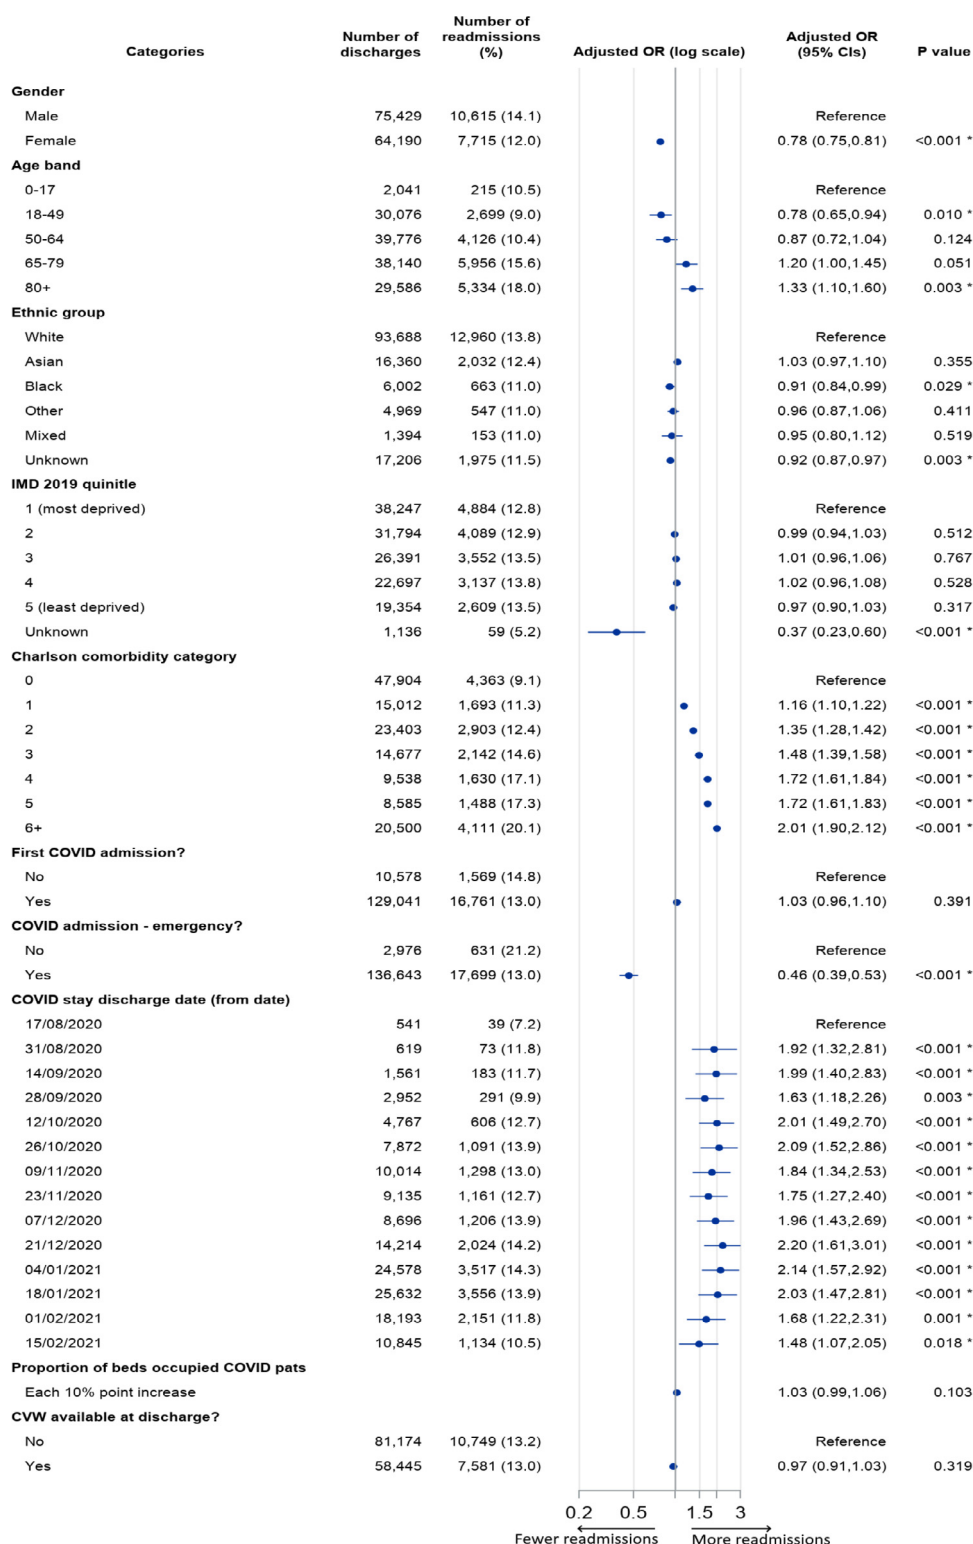 Categories Number of discharges Number of readmissions (%) Adjusted OR (log scale) Adjusted OR (95% CIs) P value
Gender
Male 75,429 10,615 (14.1) Reference
Female 64,190 7,715 (12.0) 0.78 (0.75,0.81) <0.001 *
Age band
0-17 2,041 215 (10.5) Reference
18-49 30,076 2,699 (9.0) 0.78 (0.65,0.94) 0.010 *
50-64 39,776 4,126 (10.4) 0.87 (0.72,1.04) 0.124
65-79 38,140 5,956 (15.6) 1.20 (1.00,1.45) 0.051
80+ 29,586 5,334 (18.0) 1.33 (1.10,1.60) 0.003 *
Ethnic group
White 93,688 12,960 (13.8) Reference
Asian 16,360 2,032 (12.4) 1.03 (0.97,1.10) 0.355
Black 6,002 663 (11.0) 0.91 (0.84,0.99) 0.029 *
Other 4,969 547 (11.0) 0.96 (0.87,1.06) 0.411
Mixed 1,394 153 (11.0) 0.95 (0.80,1.12) 0.519
Unknown 17,206 1,975 (11.5) 0.92 (0.87,0.97) 0.003 *
IMD 2019 quinitle
1 (most deprived) 38,247 4,884 (12.8) Reference
2 31,794 4,089 (12.9) 0.99 (0.94,1.03) 0.512
3 26,391 3,552 (13.5) 1.01 (0.96,1.06) 0.767
4 22,697 3,137 (13.8) 1.02 (0.96,1.08) 0.528
5 (least deprived) 19,354 2,609 (13.5) 0.97 (0.90,1.03) 0.317
Unknown 1,136 59 (5.2) 0.37 (0.23,0.60) <0.001 *
Charlson comorbidity category
0 47,904 4,363 (9.1) Reference
1 15,012 1,693 (11.3) 1.16 (1.10,1.22) <0.001 *
2 23,403 2,903 (12.4) 1.35 (1.28,1.42) <0.001 *
3 14,677 2,142 (14.6) 1.48 (1.39,1.58) <0.001 *
4 9,538 1,630 (17.1) 1.72 (1.61,1.84) <0.001 *
5 8,585 1,488 (17.3) 1.72 (1.61,1.83) <0.001 *
6+ 20,500 4,111 (20.1) 2.01 (1.90,2.12) <0.001 *
First COVID admission?
No 10,578 1,569 (14.8) Reference
Yes 129,041 16,761 (13.0) 1.03 (0.96,1.10) 0.391
COVID admission - emergency?
No 2,976 631 (21.2) Reference
Yes 136,643 17,699 (13.0) 0.46 (0.39,0.53) <0.001 *
COVID stay discharge date (from date)
17/08/2020 541 39 (7.2) Reference
31/08/2020 619 73 (11.8) 1.92 (1.32,2.81) <0.001 *
14/09/2020 1,561 183 (11.7) 1.99 (1.40,2.83) <0.001 *
28/09/2020 2,952 291 (9.9) 1.63 (1.18,2.26) 0.003 *
12/10/2020 4,767 606 (12.7) 2.01 (1.49,2.70) <0.001 *
26/10/2020 7,872 1,091 (13.9) 2.09 (1.52,2.86) <0.001 *
09/11/2020 10,014 1,298 (13.0) 1.84 (1.34,2.53) <0.001 *
23/11/2020 9,135 1,161 (12.7) 1.75 (1.27,2.40) <0.001 *
07/12/2020 8,696 1,206 (13.9) 1.96 (1.43,2.69) <0.001 *
21/12/2020 14,214 2,024 (14.2) 2.20 (1.61,3.01) <0.001 *
04/01/2021 24,578 3,517 (14.3) 2.14 (1.57,2.92) <0.001 *
18/01/2021 25,632 3,556 (13.9) 2.03 (1.47,2.81) <0.001 *
01/02/2021 18,193 2,151 (11.8) 1.68 (1.22,2.31) 0.001 *
15/02/2021 10,845 1,134 (10.5) 1.48 (1.07,2.05) 0.018 *
Proportion of beds occupied COVID pats
Each 10% point increase 1.03 (0.99,1.06) 0.103
CVW available at discharge?
No 81,174 10,749 (13.2) Reference
Yes 58,445 7,581 (13.0) 0.97 (0.91,1.03) 0.319
0.2 0.5 1.5 3
Fewer readmissions More readmissions